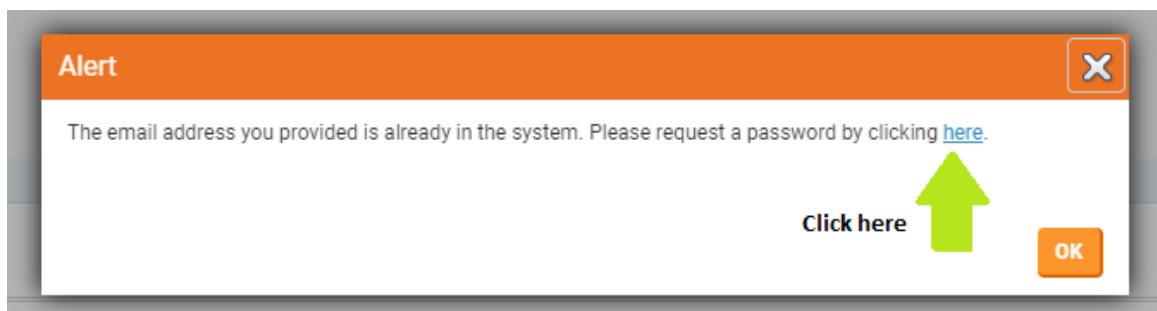 Alert
The email address you provided is already in the system. Please request a password by clicking here.
Click here
OK